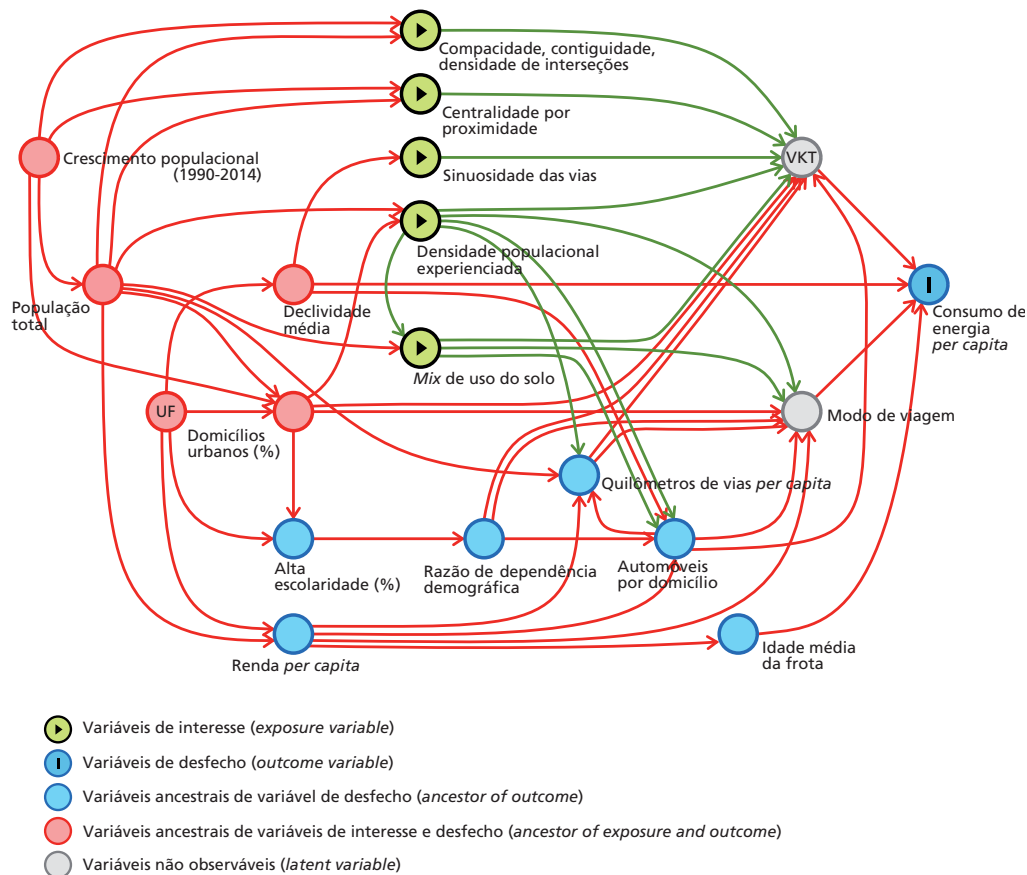 Compacidade, contiguidade,
densidade de interseções
Centralidade por
proximidade
Crescimento populacional
(1990-2014)
Sinuosidade das vias
VKT
Densidade populacional
experienciada
População
total
Declividade
média
I
Consumo de
energia
per capita
Mix de uso do solo
UF
Domicílios
urbanos (%)
Modo de viagem
Quilômetros de vias per capita
Alta
escolaridade (%)
Razão de dependência
demográfica
Automóveis
por domicílio
Renda per capita
Idade média
da frota
Variáveis de interesse (exposure variable)
I
Variáveis de desfecho (outcome variable)
Variáveis ancestrais de variável de desfecho (ancestor of outcome)
Variáveis ancestrais de variáveis de interesse e desfecho (ancestor of exposure and outcome)
Variáveis não observáveis (latent variable)